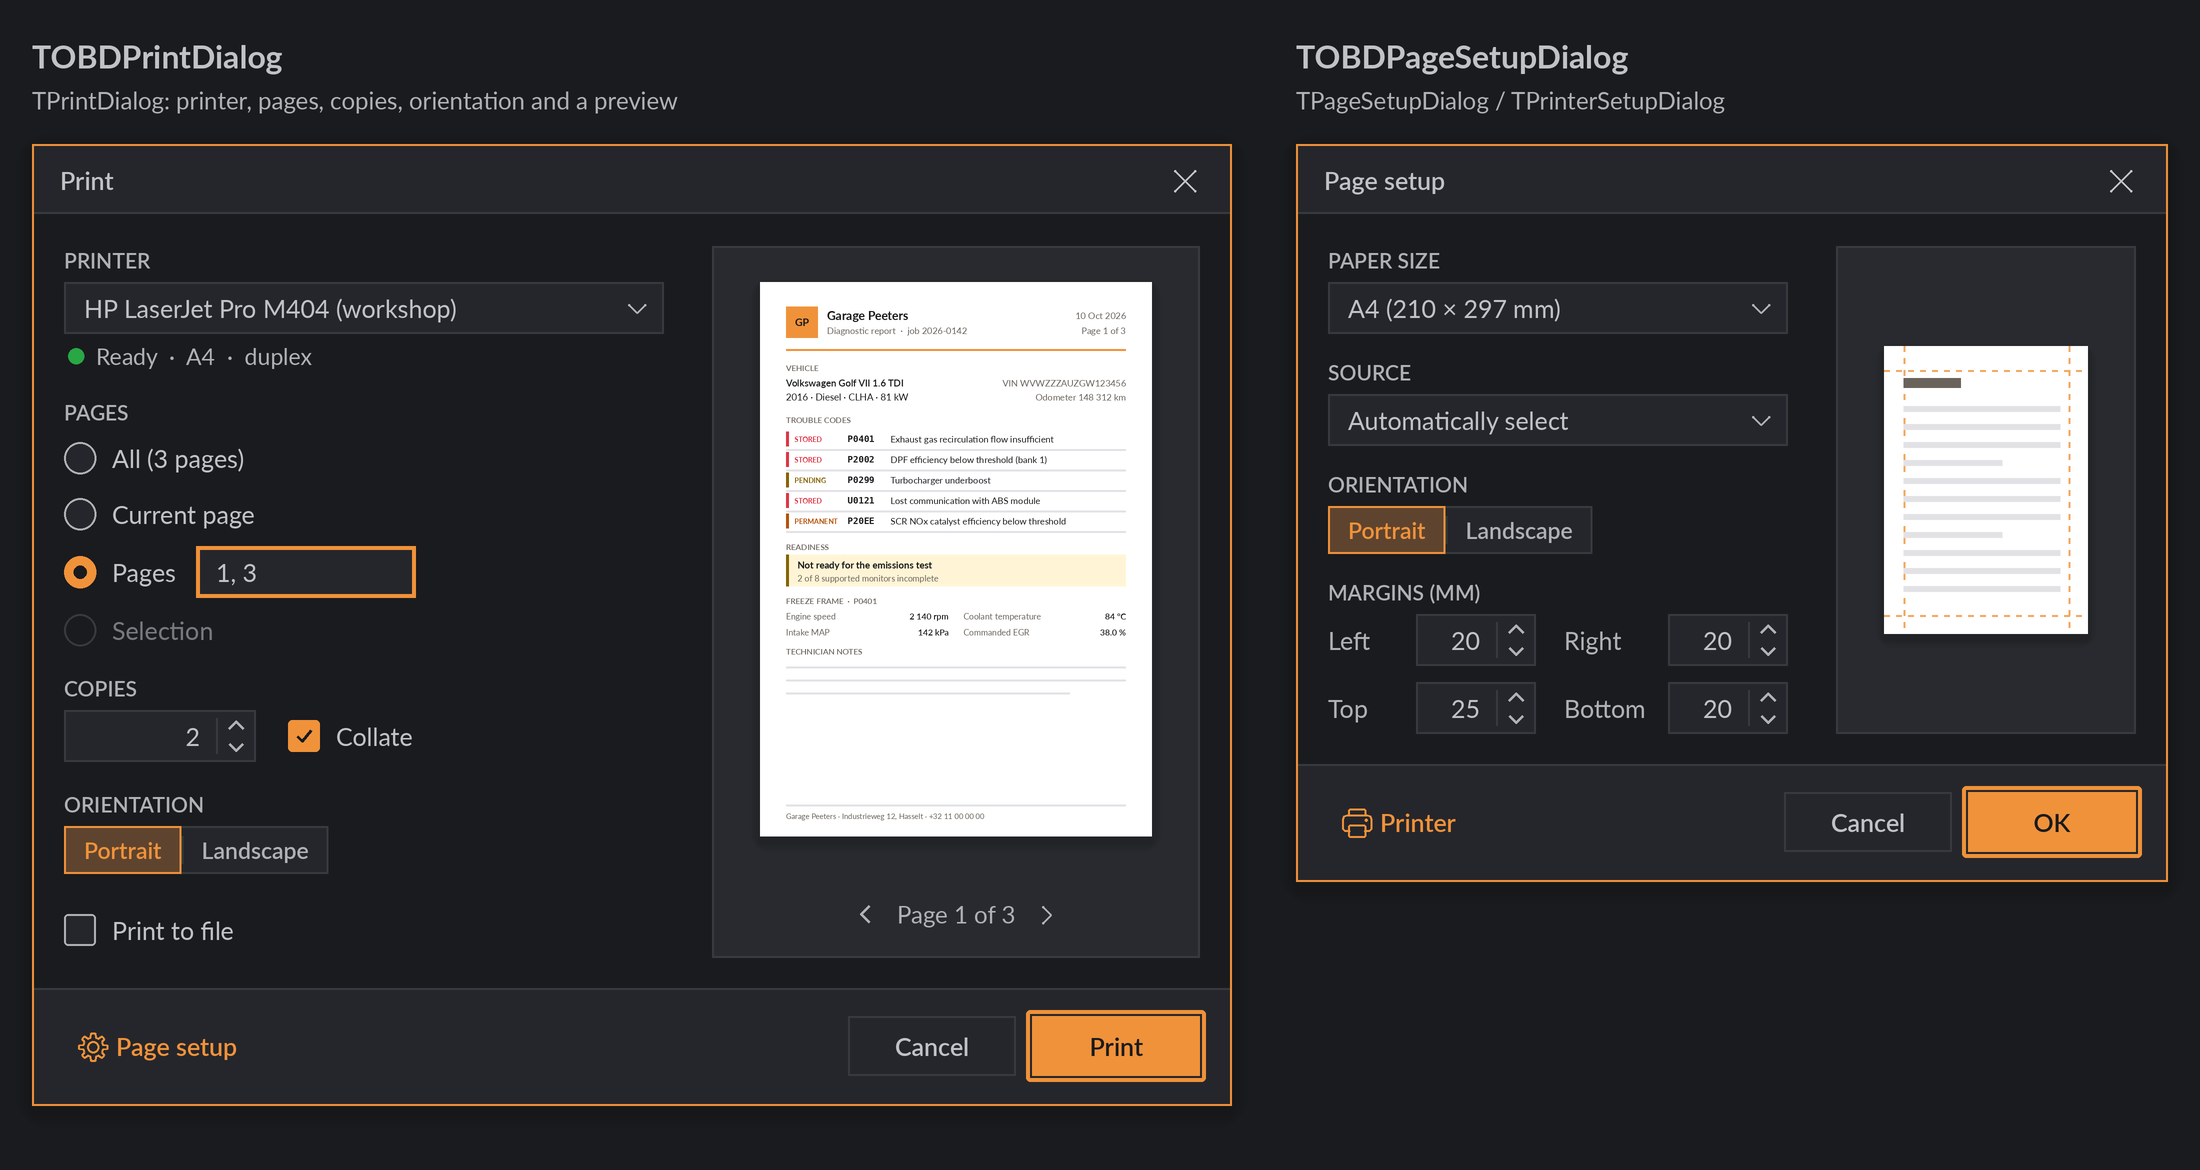 TOBDPrintDialog
TPrintDialog: printer, pages, copies, orientation and a preview
Print
PRINTER
HP LaserJet Pro M404 (workshop)
Ready · A4 · duplex
PAGES
All (3 pages)
Current page
Pages 1, 3
Selection
COPIES
2 Collate
ORIENTATION
Portrait Landscape
Print to file
GP Garage Peeters 10 Oct 2026
Diagnostic report · job 2026-0142 Page 1 of 3
VEHICLE
Volkswagen Golf VII 1.6 TDI VIN WVWZZZAUZGW123456
2016 · Diesel · CLHA · 81 kW Odometer 148 312 km
TROUBLE CODES
STORED P0401 Exhaust gas recirculation flow insufficient
STORED P2002 DPF efficiency below threshold (bank 1)
PENDING P0299 Turbocharger underboost
STORED U0121 Lost communication with ABS module
PERMANENT P20EE SCR NOx catalyst efficiency below threshold
READINESS
Not ready for the emissions test
2 of 8 supported monitors incomplete
FREEZE FRAME · P0401
Engine speed 2 140 rpm Coolant temperature 84 °C
Intake MAP 142 kPa Commanded EGR 38.0 %
TECHNICIAN NOTES
Garage Peeters · Industrieweg 12, Hasselt · +32 11 00 00 00
Page 1 of 3
Page setup Cancel Print
TOBDPageSetupDialog
TPageSetupDialog / TPrinterSetupDialog
Page setup
PAPER SIZE
A4 (210 × 297 mm)
SOURCE
Automatically select
ORIENTATION
Portrait Landscape
MARGINS (MM)
Left 20 Right 20
Top 25 Bottom 20
Printer Cancel OK